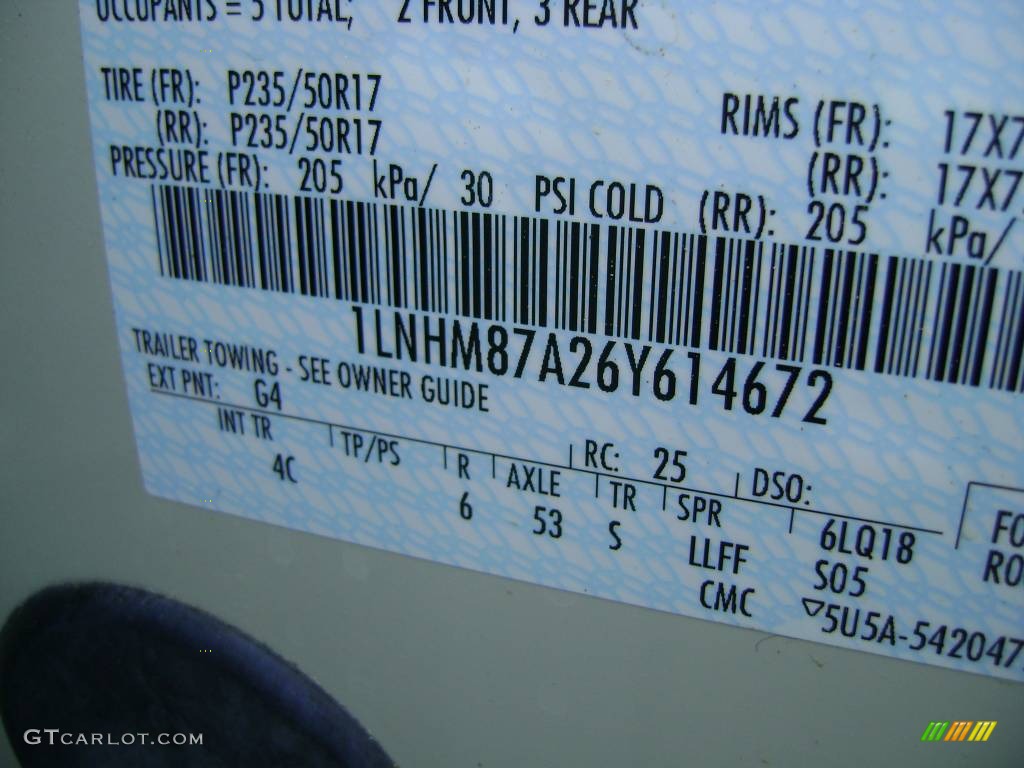 OCCUPANTS = 5 TOTAL; 2 FRONT, 3 REAR
TIRE (FR): P235/50R17 RIMS (FR): 17X7
(RR): P235/50R17 (RR): 17X7
PRESSURE (FR): 205 kPa/ 30 PSI COLD (RR): 205 kPa/
1LNHM87A26Y614672
TRAILER TOWING - SEE OWNER GUIDE
EXT PNT: G4 RC: 25 DSO:
INT TR TP/PS R AXLE TR SPR 6LQ18 FO
4C 6 53 S LLFF S05 RO
CMC ▽5U5A-542047
GTCARLOT.COM